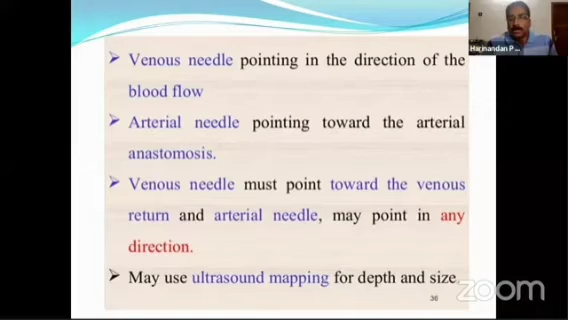 Harinandan P ...
Venous needle pointing in the direction of the
blood flow
Arterial needle pointing toward the arterial
anastomosis.
Venous needle must point toward the venous
return and arterial needle, may point in any
direction.
May use ultrasound mapping for depth and size.
36
zoom